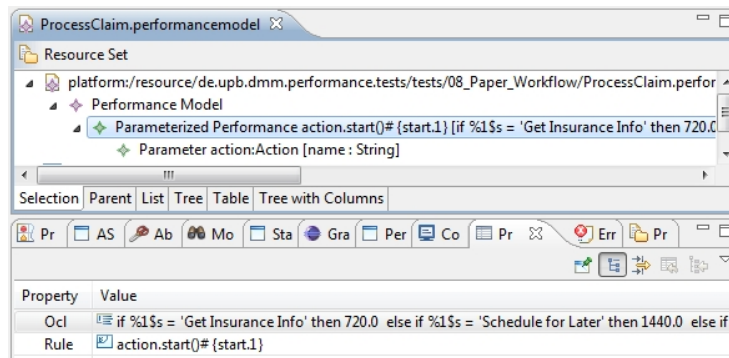 ProcessClaim.performancemodel
Resource Set
platform:/resource/de.upb.dmm.performance.tests/tests/08_Paper_Workflow/ProcessClaim.perfor
Performance Model
Parameterized Performance action.start()# {start.1} [if %1$s = 'Get Insurance Info' then 720.0
Parameter action:Action [name : String]
Selection Parent List Tree Table Tree with Columns
Pr AS Ab Mo Sta Gra Per Co Pr Err Pr
Property Value
Ocl if %1$s = 'Get Insurance Info' then 720.0 else if %1$s = 'Schedule for Later' then 1440.0 else if
Rule action.start()# {start.1}